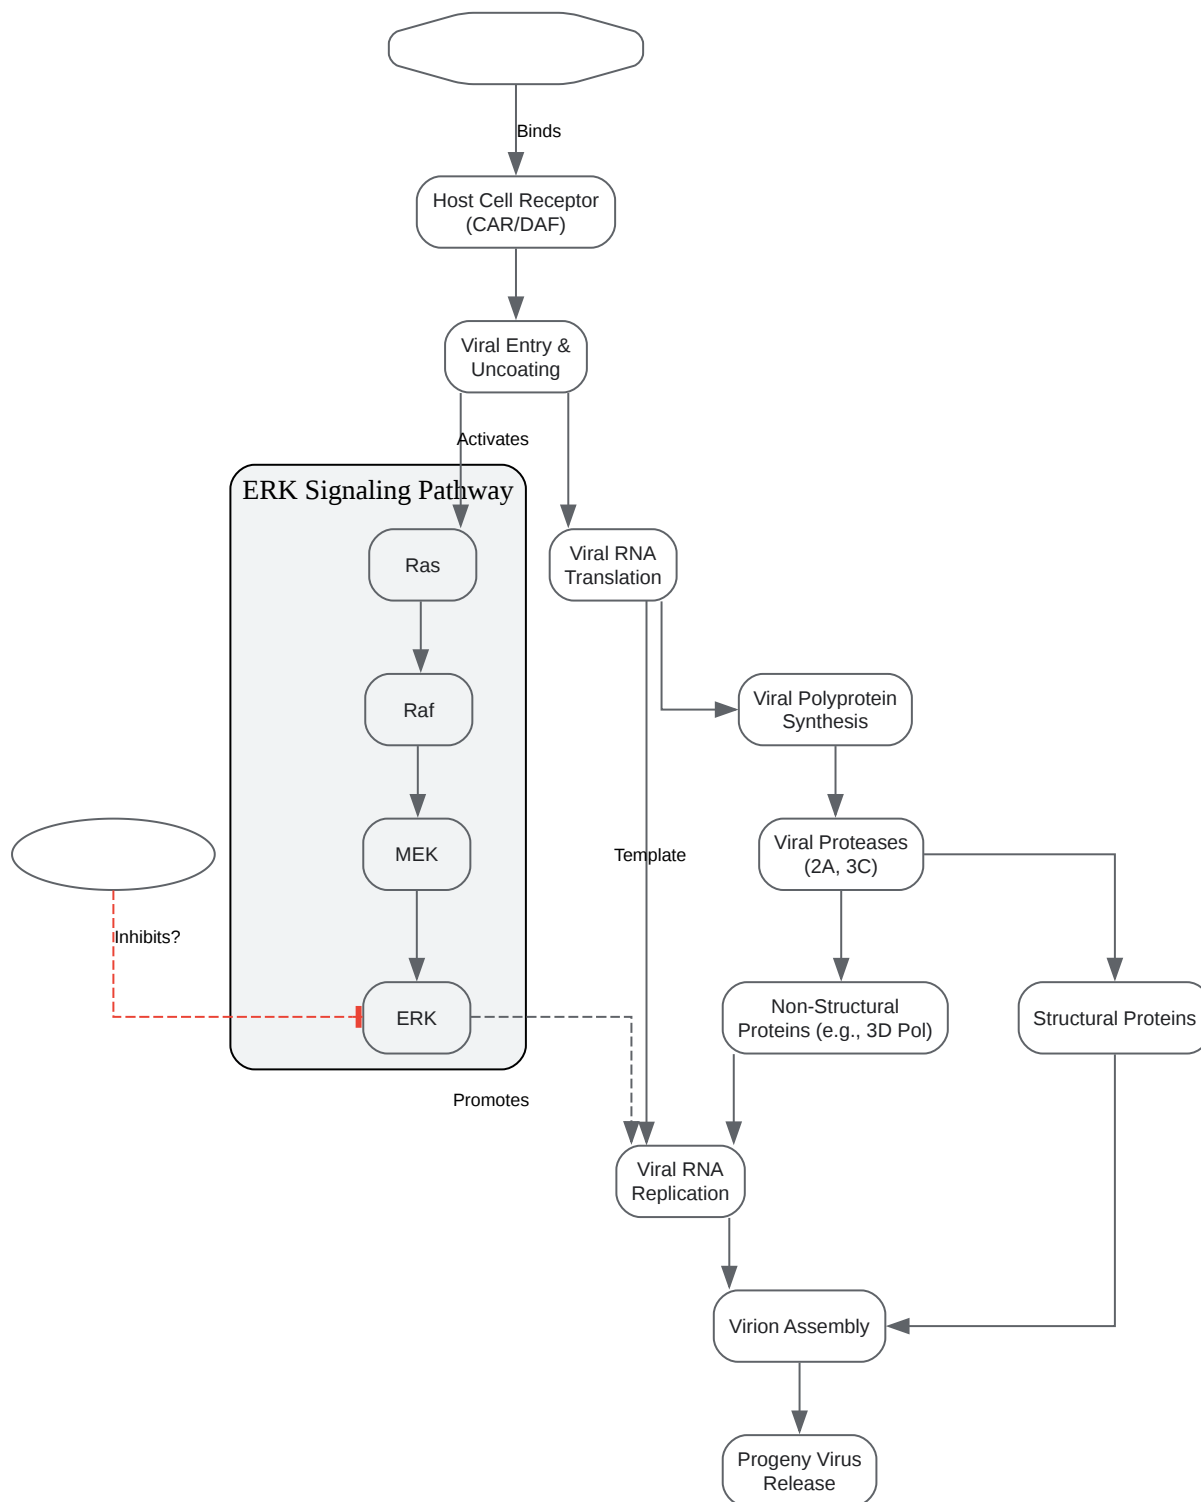 Binds
Host Cell Receptor
(CAR/DAF)
Viral Entry &
Uncoating
Activates
ERK Signaling Pathway
Ras
Viral RNA
Translation
Raf
Viral Polyprotein
Synthesis
MEK
Template
Viral Proteases
(2A, 3C)
Inhibits?
ERK
Non-Structural
Proteins (e.g., 3D Pol)
Structural Proteins
Promotes
Viral RNA
Replication
Virion Assembly
Progeny Virus
Release